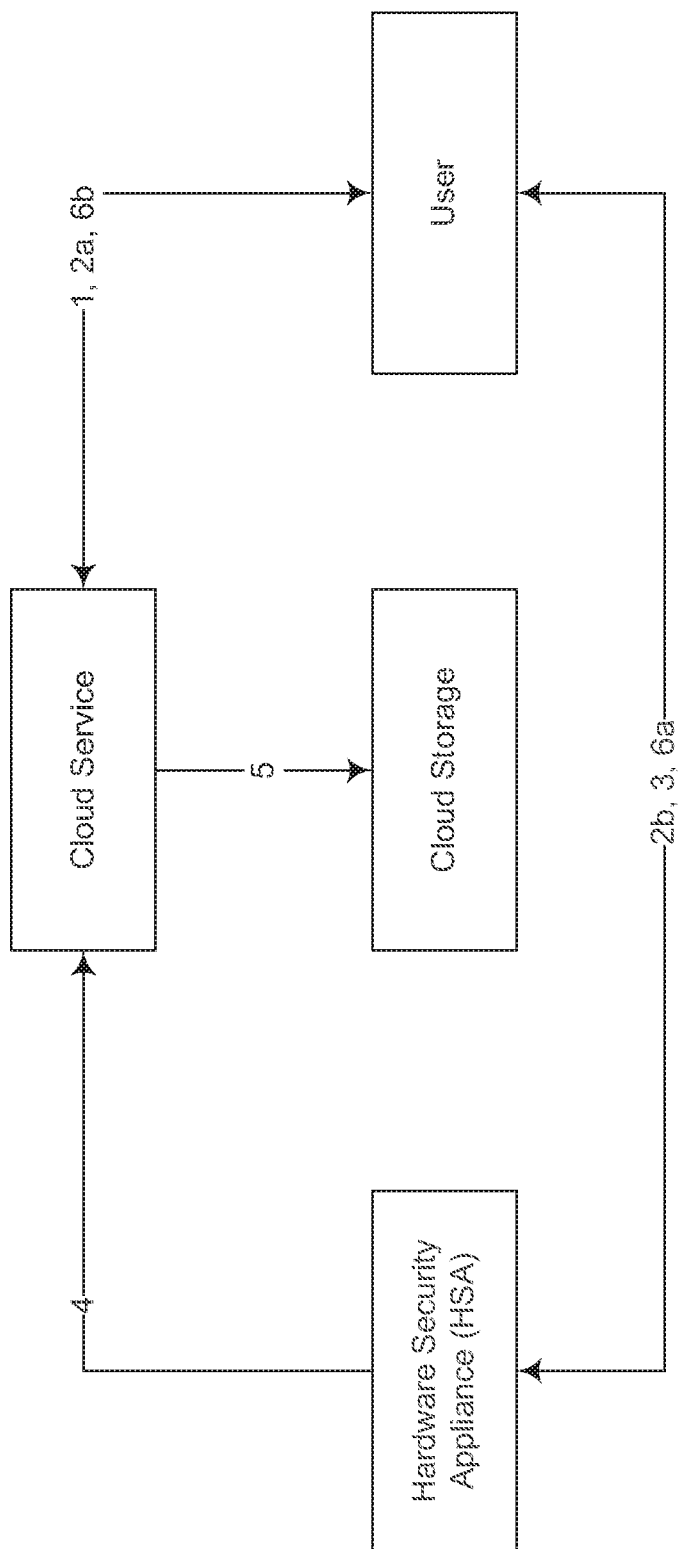 Hardware Security
Appliance (HSA)
4
Cloud Service
5
Cloud Storage
1, 2a, 6b
User
2b, 3, 6a